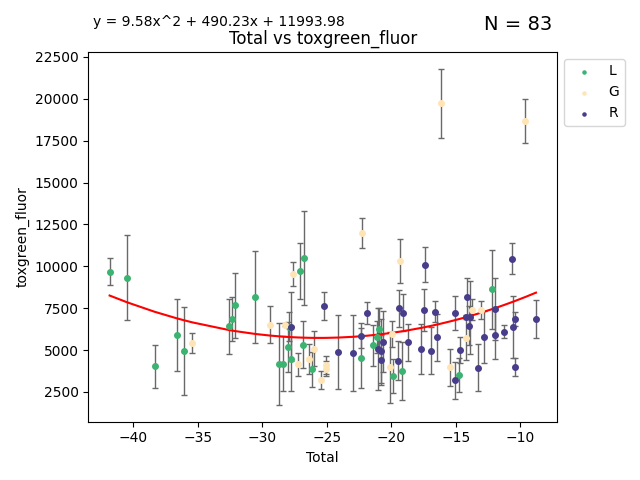 y = 9.58x^2 + 490.23x + 11993.98
N = 83
Total vs toxgreen_fluor
22500
20000
17500
15000
12500
10000
7500
5000
2500
toxgreen_fluor
−40
−35
−30
−25
−20
−15
−10
Total
L
G
R